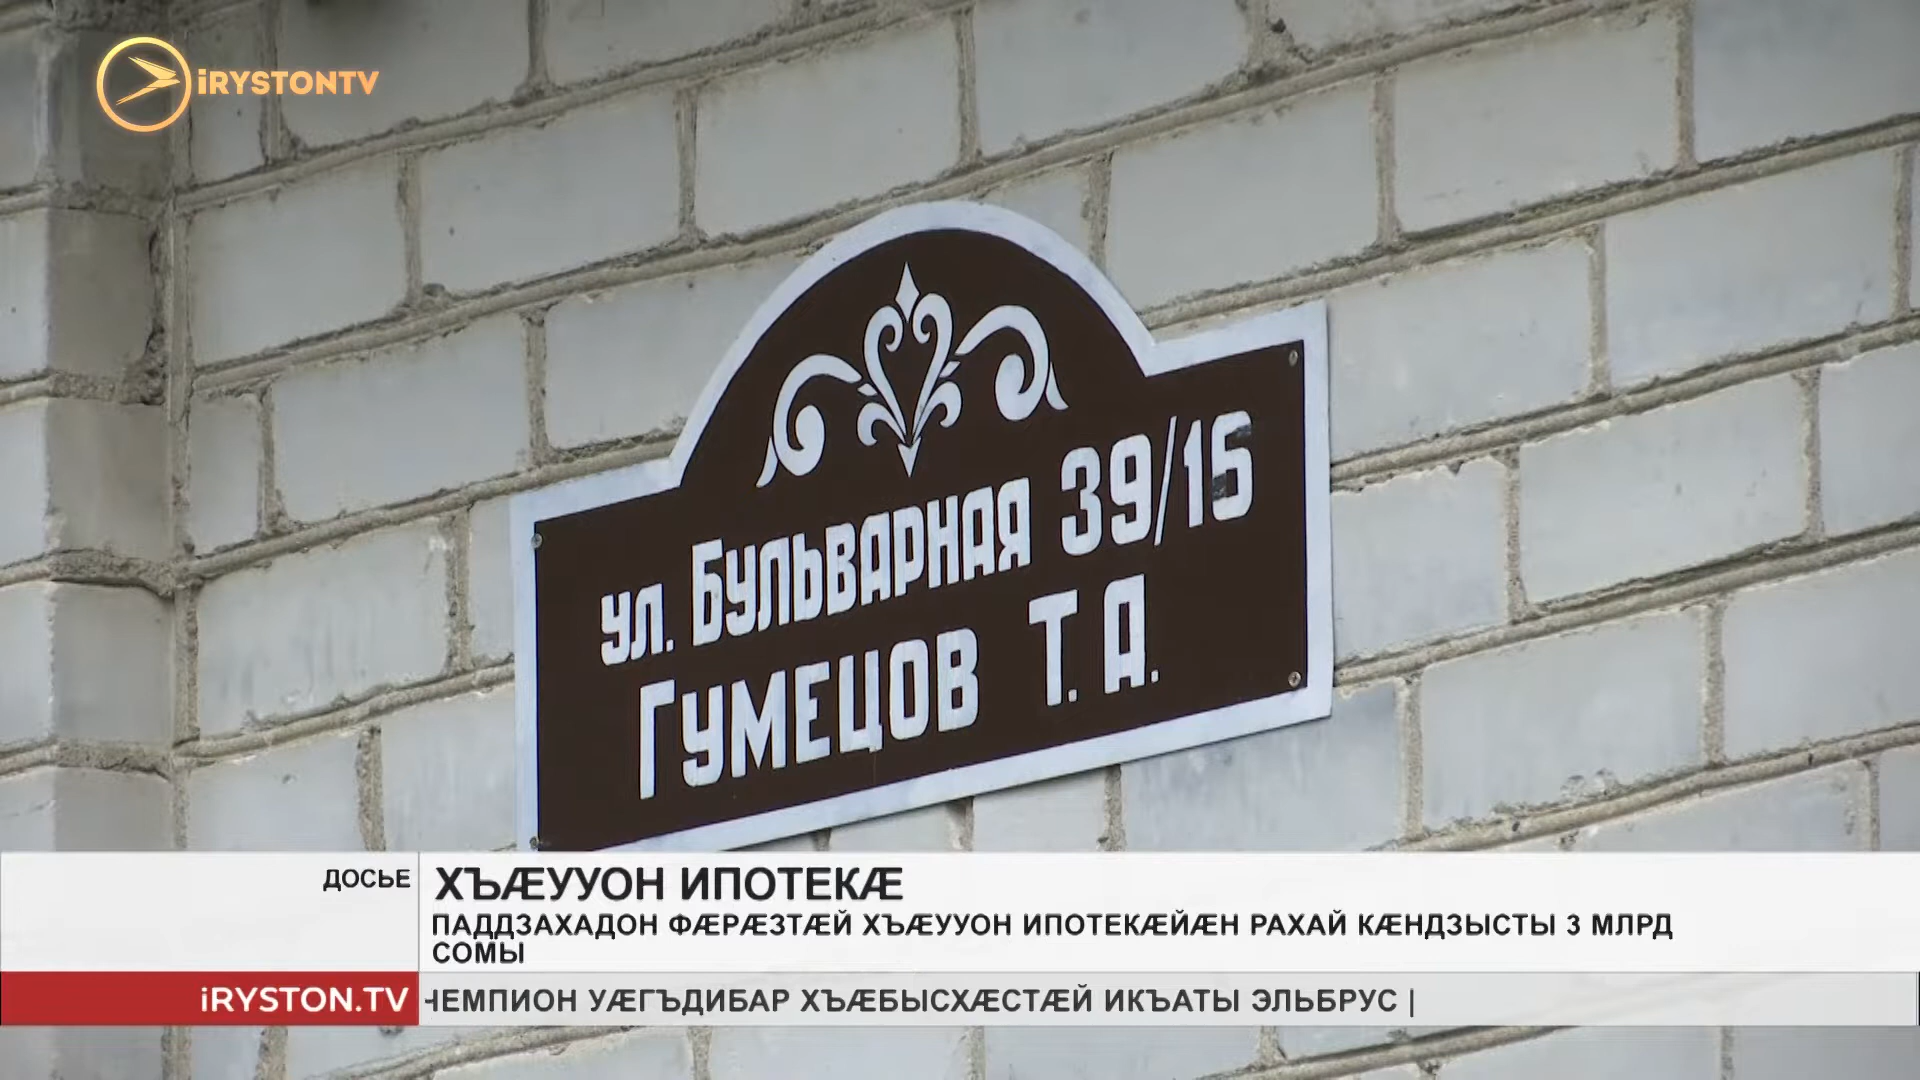 iRYSTONTV
ул. Бульварная 39/15
Гумецов Т. А.
ДОСЬЕ
ХЪÆУУОН ИПОТЕКÆ
ПАДДЗАХАДОН ФÆРÆЗТÆЙ ХЪÆУУОН ИПОТЕКÆЙÆН РАХАЙ КÆНДЗЫСТЫ 3 МЛРД
СОМЫ
iRYSTON.TV
ЧЕМПИОН УÆГЪДИБАР ХЪÆБЫСХÆСТÆЙ ИКЪАТЫ ЭЛЬБРУС |